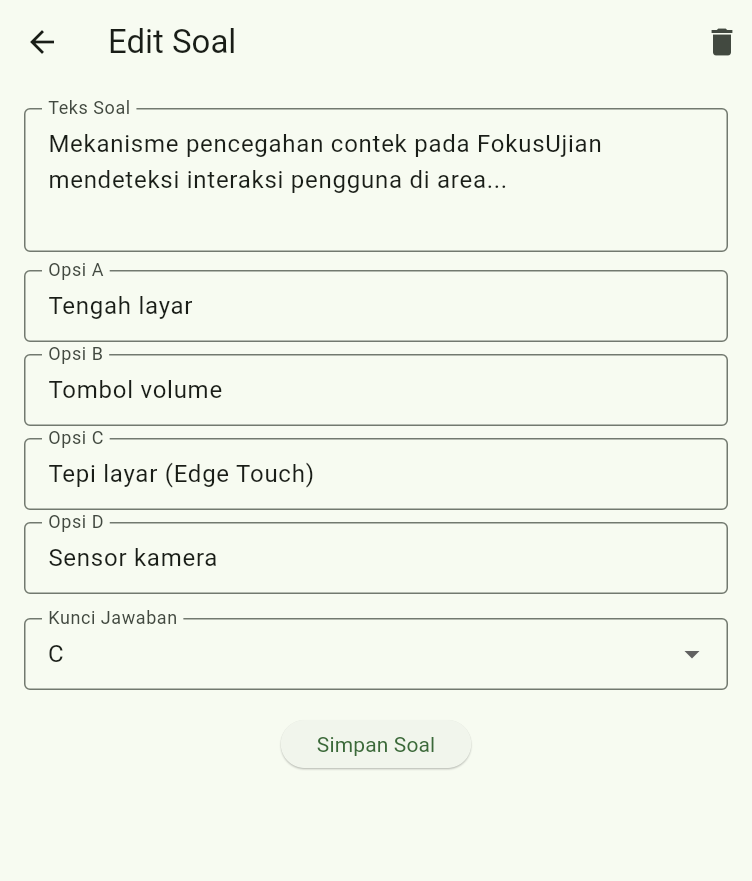 Edit Soal
Teks Soal
Mekanisme pencegahan contek pada FokusUjian
mendeteksi interaksi pengguna di area...
Opsi A
Tengah layar
Opsi B
Tombol volume
Opsi C
Tepi layar (Edge Touch)
Opsi D
Sensor kamera
Kunci Jawaban
C
Simpan Soal